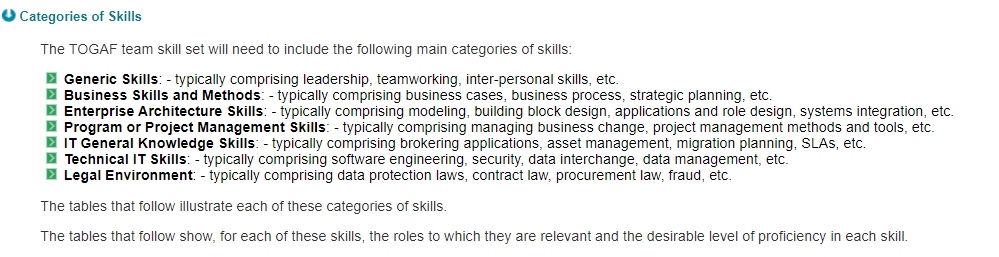 Categories of Skills
The TOGAF team skill set will need to include the following main categories of skills:
Generic Skills: - typically comprising leadership, teamworking, inter-personal skills, etc.
Business Skills and Methods: - typically comprising business cases, business process, strategic planning, etc.
Enterprise Architecture Skills: - typically comprising modeling, building block design, applications and role design, systems integration, etc.
Program or Project Management Skills: - typically comprising managing business change, project management methods and tools, etc.
IT General Knowledge Skills: - typically comprising brokering applications, asset management, migration planning, SLAs, etc.
Technical IT Skills: - typically comprising software engineering, security, data interchange, data management, etc.
Legal Environment: - typically comprising data protection laws, contract law, procurement law, fraud, etc.
The tables that follow illustrate each of these categories of skills.
The tables that follow show, for each of these skills, the roles to which they are relevant and the desirable level of proficiency in each skill.